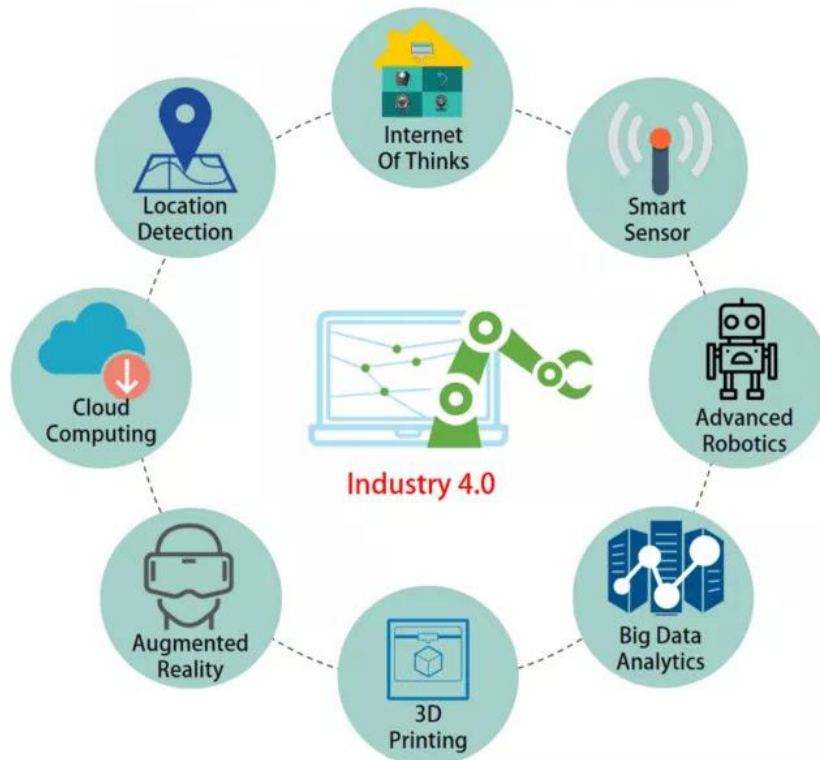 Internet
Of Thinks
Smart
Sensor
Advanced
Robotics
Big Data
Analytics
3D
Printing
Augmented
Reality
Cloud
Computing
Location
Detection
Industry 4.0